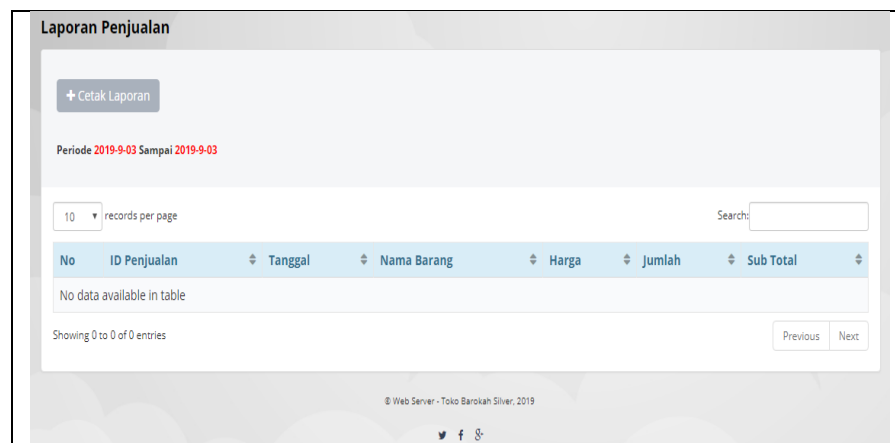 Laporan Penjualan
+ Cetak Laporan
Periode 2019-9-03 Sampai 2019-9-03
10 records per page Search:
No ID Penjualan Tanggal Nama Barang Harga Jumlah Sub Total
No data available in table
Showing 0 to 0 of 0 entries Previous Next
© Web Server - Toko Barokah Silver, 2019